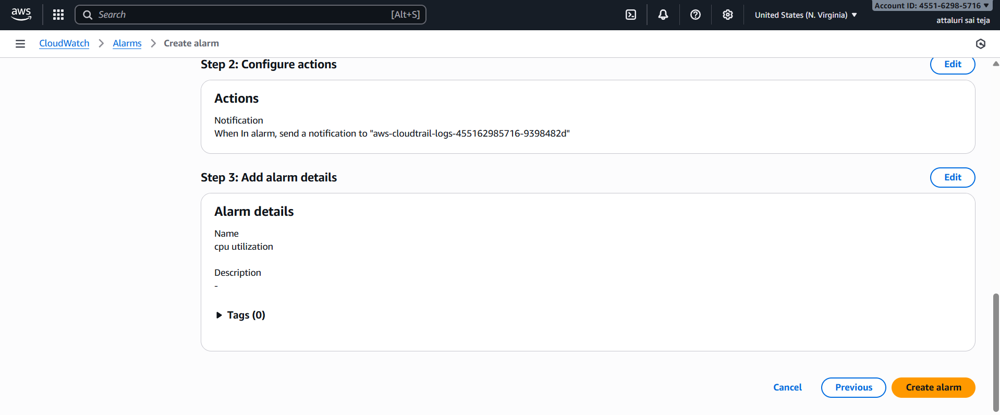 aws
Search
[Alt+S]
United States (N. Virginia)
Account ID: 4551-6298-5716
attaluri sai teja
CloudWatch
Alarms
Create alarm
Step 2: Configure actions
Edit
Actions
Notification
When In alarm, send a notification to "aws-cloudtrail-logs-455162985716-9398482d"
Step 3: Add alarm details
Edit
Alarm details
Name
cpu utilization
Description
-
Tags (0)
Cancel
Previous
Create alarm